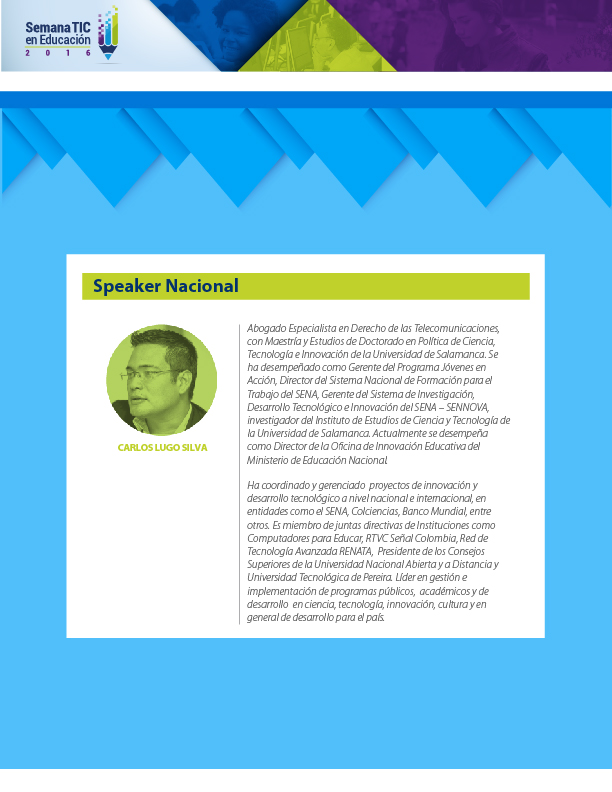 Semana TIC
en Educación
2 0 1 6
Speaker Nacional
Abogado Especialista en Derecho de las Telecomunicaciones,
con Maestría y Estudios de Doctorado en Política de Ciencia,
Tecnología e Innovación de la Universidad de Salamanca. Se
ha desempeñado como Gerente del Programa Jóvenes en
Acción, Director del Sistema Nacional de Formación para el
Trabajo del SENA, Gerente del Sistema de Investigación,
Desarrollo Tecnológico e Innovación del SENA – SENNOVA,
investigador del Instituto de Estudios de Ciencia y Tecnología de
la Universidad de Salamanca. Actualmente se desempeña
como Director de la Oficina de Innovación Educativa del
Ministerio de Educación Nacional.
Ha coordinado y gerenciado proyectos de innovación y
desarrollo tecnológico a nivel nacional e internacional, en
entidades como el SENA, Colciencias, Banco Mundial, entre
otros. Es miembro de juntas directivas de Instituciones como
Computadores para Educar, RTVC Señal Colombia, Red de
Tecnología Avanzada RENATA, Presidente de los Consejos
Superiores de la Universidad Nacional Abierta y a Distancia y
Universidad Tecnológica de Pereira. Líder en gestión e
implementación de programas públicos, académicos y de
desarrollo en ciencia, tecnología, innovación, cultura y en
general de desarrollo para el país.
CARLOS LUGO SILVA